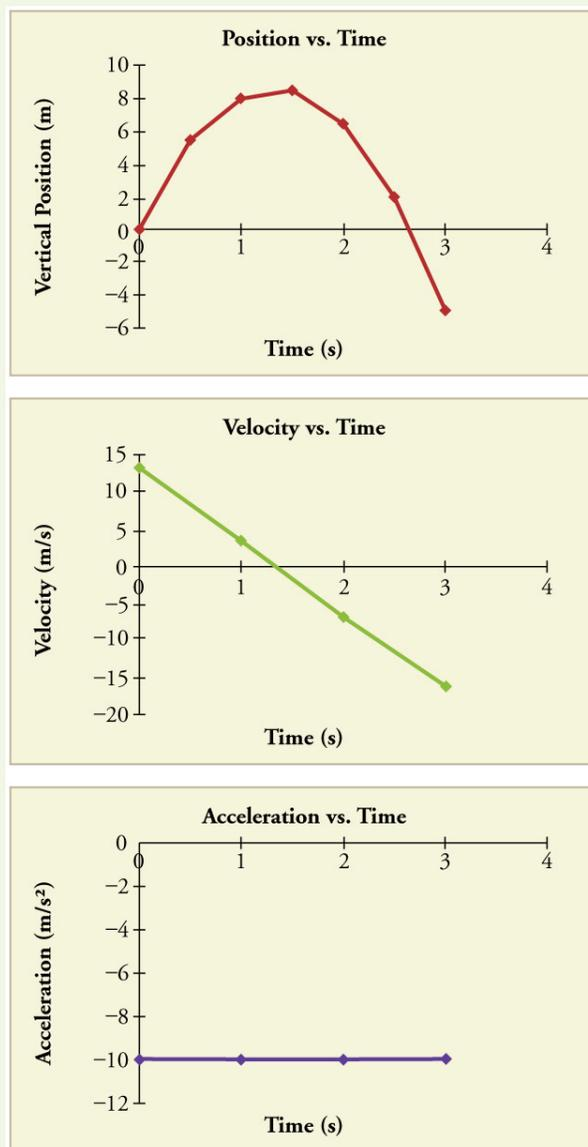 Position vs. Time
Vertical Position (m)
10
8
6
4
2
0
−2
−4
−6
0 1 2 3 4
Time (s)
Velocity vs. Time
Velocity (m/s)
15
10
5
0
−5
−10
−15
−20
0 1 2 3 4
Time (s)
Acceleration vs. Time
Acceleration (m/s²)
0
−2
−4
−6
−8
−10
−12
0 1 2 3 4
Time (s)